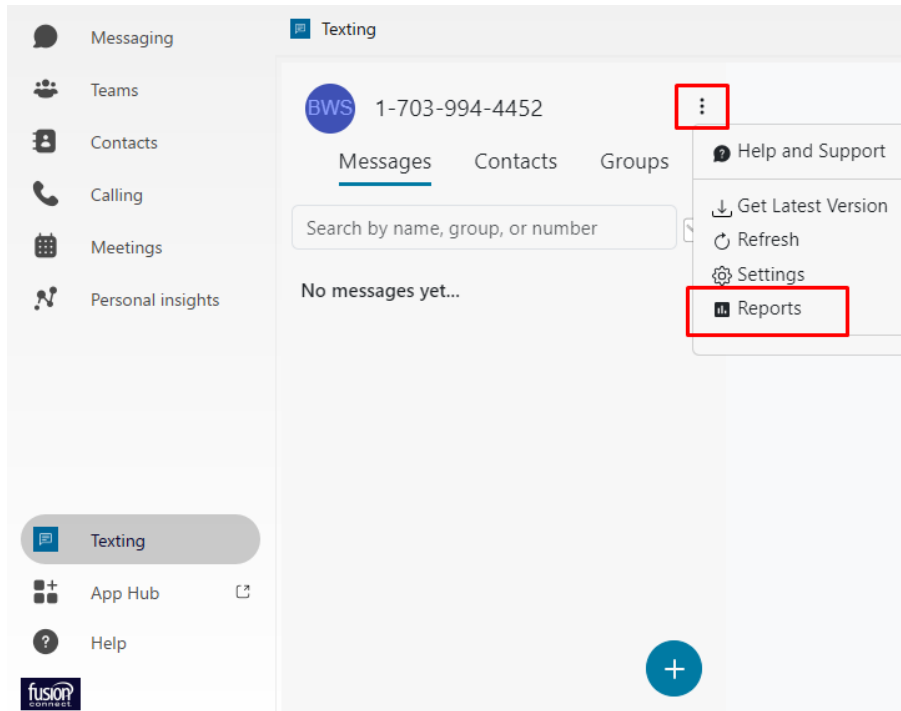 Messaging
Teams
Contacts
Calling
Meetings
Personal insights
Texting
App Hub
Help
fusion
connect
Texting
BWS 1-703-994-4452
Messages Contacts Groups
Search by name, group, or number
No messages yet...
Help and Support
Get Latest Version
Refresh
Settings
Reports